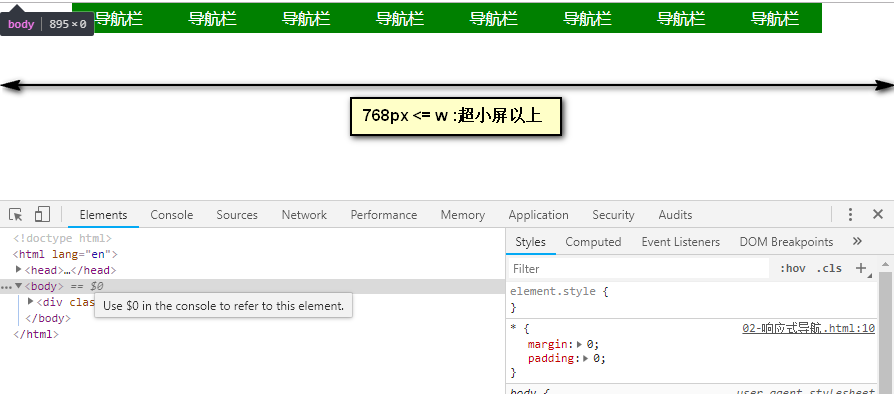 导航栏 导航栏 导航栏 导航栏 导航栏 导航栏 导航栏 导航栏
body 895 × 0
768px <= w :超小屏以上
Elements Console Sources Network Performance Memory Application Security Audits
<!doctype html>
<html lang="en">
<head>…</head>
<body> == $0
Use $0 in the console to refer to this element.
<div clas
</body>
</html>
Styles Computed Event Listeners DOM Breakpoints »
Filter :hov .cls +
element.style {
}
* { 02-响应式导航.html:10
margin: 0;
padding: 0;
}
body { user agent stylesheet